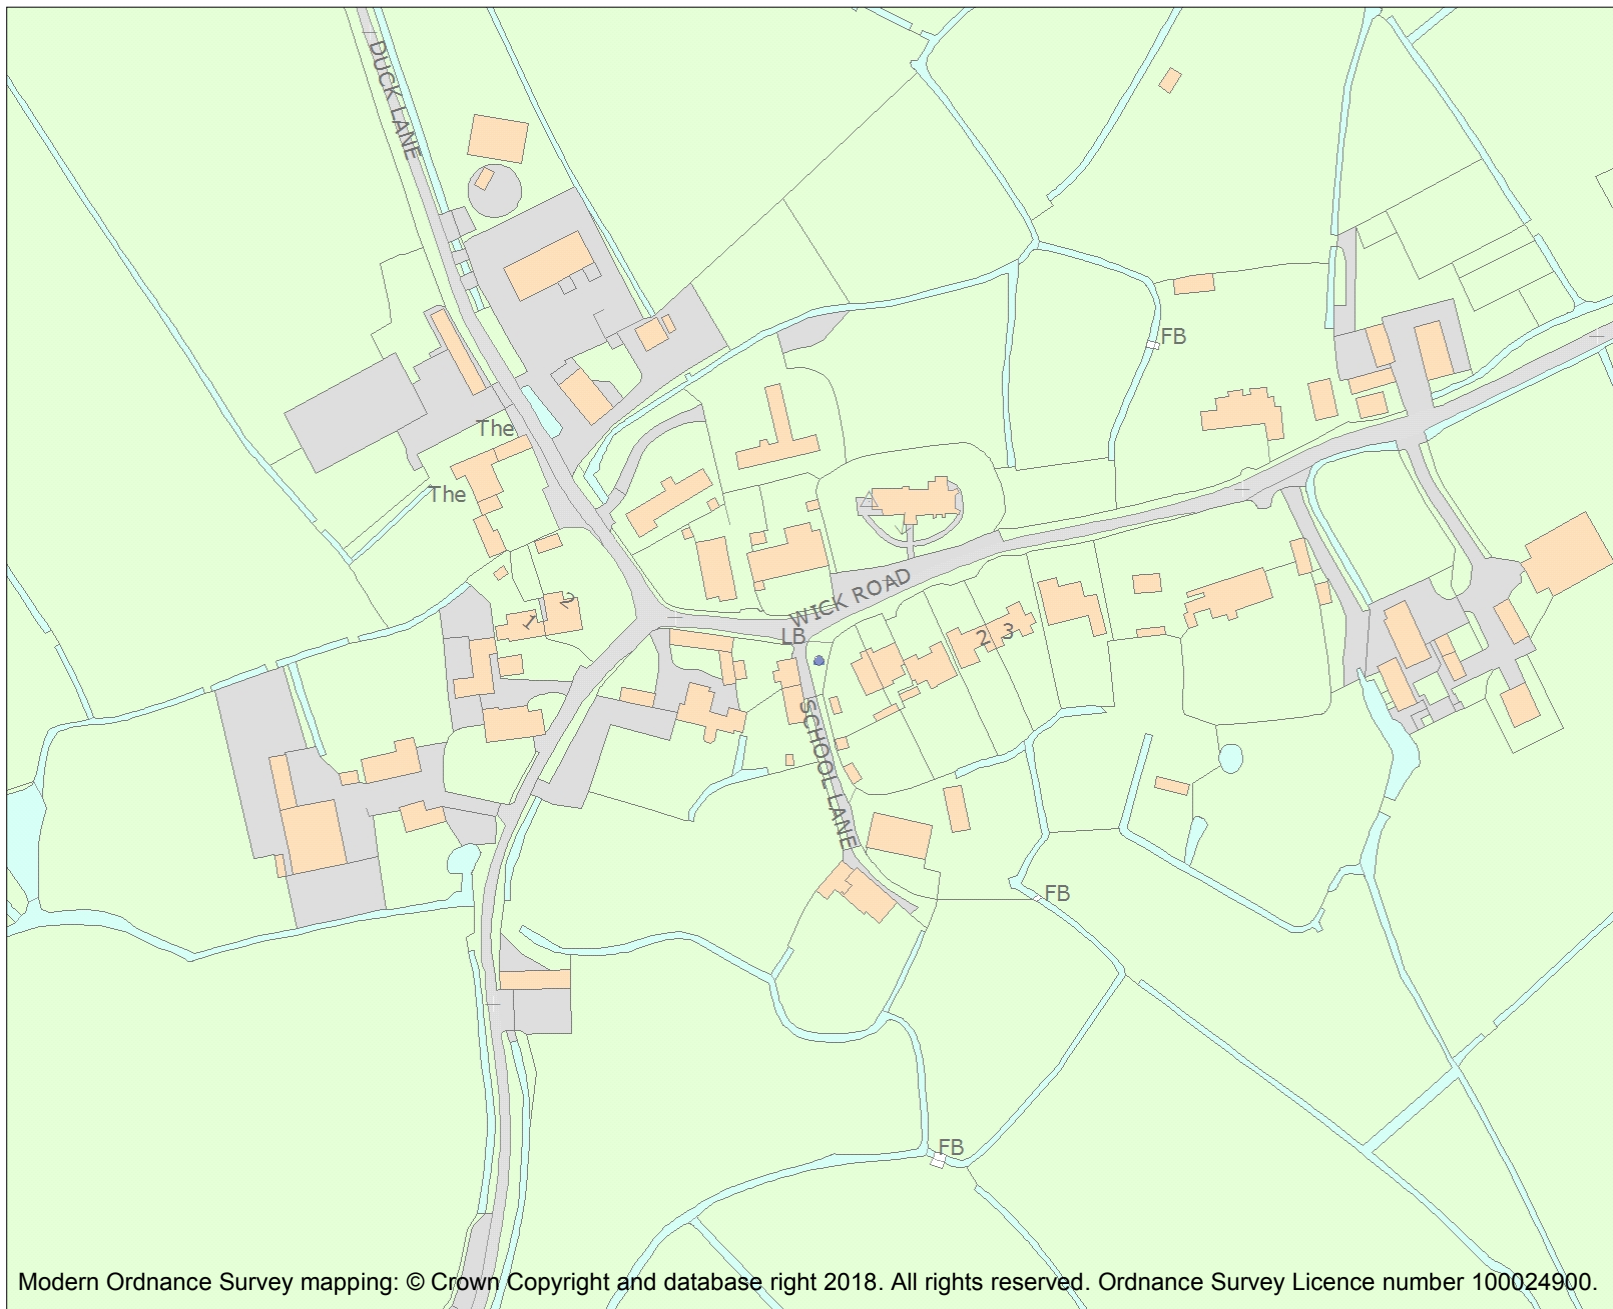 DUCK LANE
FB
The
The
2
1
WICK ROAD
LB
2 3
SCHOOL LANE
FB
FB
Modern Ordnance Survey mapping: © Crown Copyright and database right 2018. All rights reserved. Ordnance Survey Licence number 100024900.